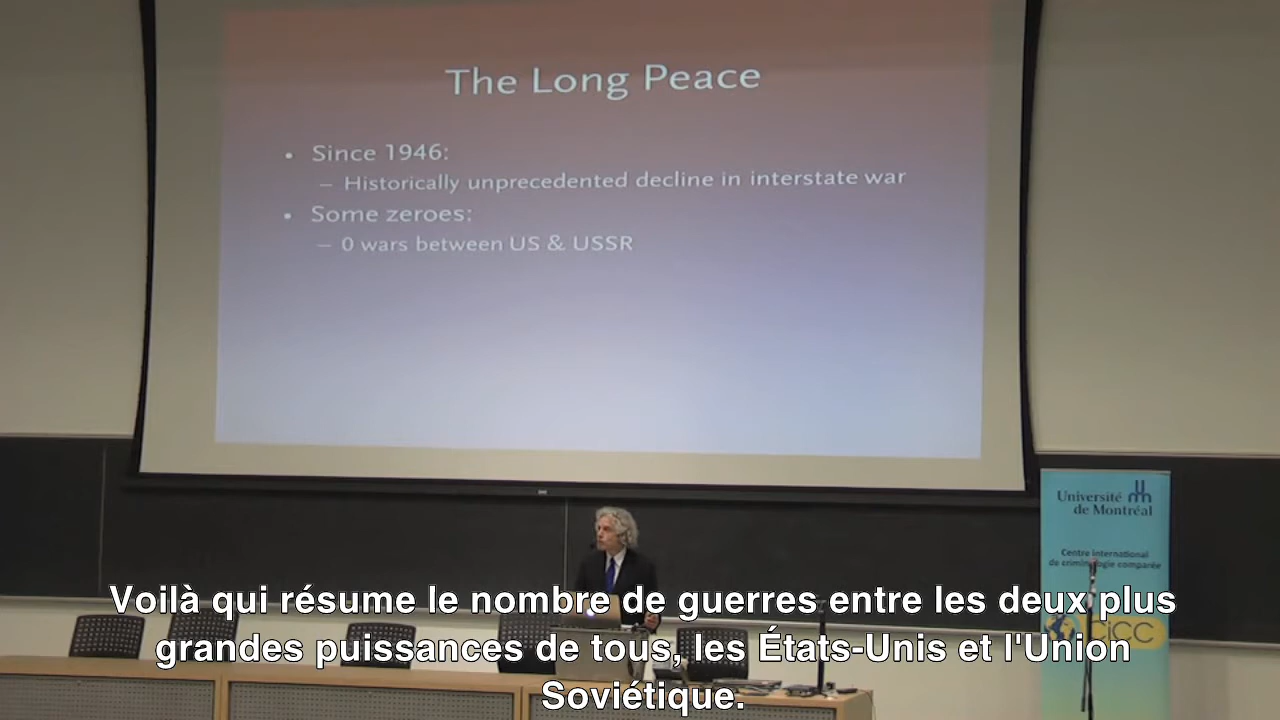 The Long Peace
• Since 1946:
– Historically unprecedented decline in interstate war
• Some zeroes:
– 0 wars between US & USSR
Université
de Montréal
Centre international
de criminologie comparée
CICC
Voilà qui résume le nombre de guerres entre les deux plus
grandes puissances de tous, les États-Unis et l'Union
Soviétique.